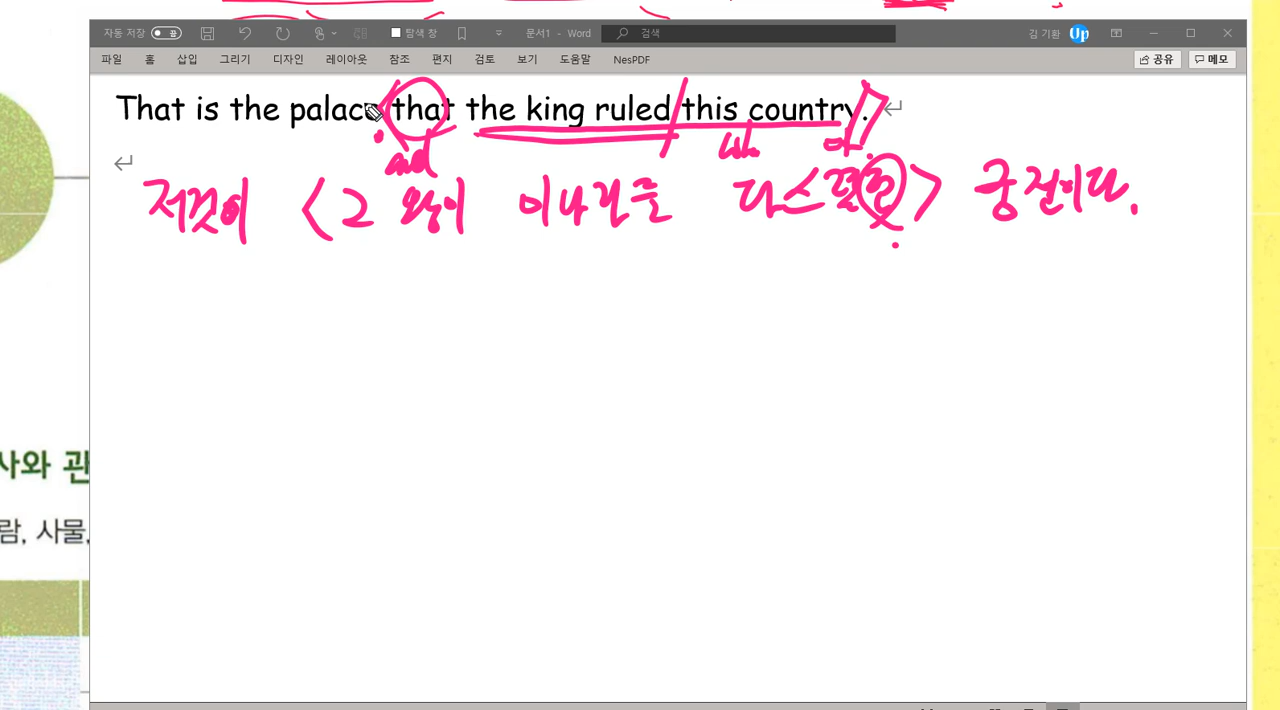 자동 저장 끔 탐색 창 문서1 - Word 검색 김 기환 Up
파일 홈 삽입 그리기 디자인 레이아웃 참조 편지 검토 보기 도움말 NesPDF 공유 메모
That is the palace that the king ruled this country.
저것이 < 그 왕이 이나라를 다스렸던 > 궁전이다.
사와 관
람, 사물,